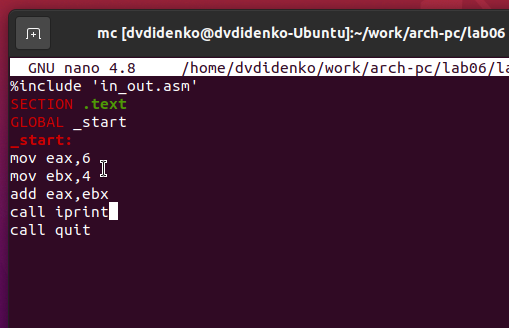 mc [dvdidenko@dvdidenko-Ubuntu]:~/work/arch-pc/lab06
GNU nano 4.8 /home/dvdidenko/work/arch-pc/lab06/
%include 'in_out.asm'
SECTION .text
GLOBAL _start
_start:
mov eax,6
mov ebx,4
add eax,ebx
call iprint
call quit